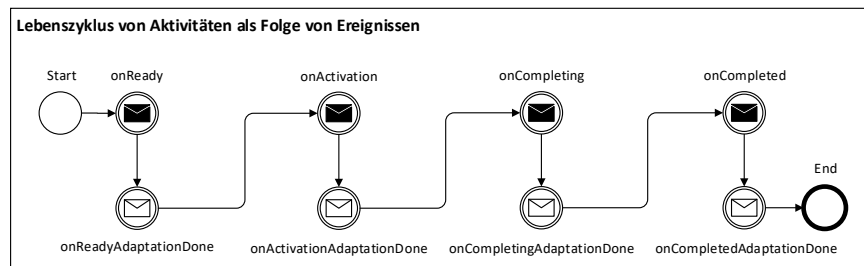 Lebenszyklus von Aktivitäten als Folge von Ereignissen
Start
onReady
onActivation
onCompleting
onCompleted
End
onReadyAdaptationDone
onActivationAdaptationDone
onCompletingAdaptationDone
onCompletedAdaptationDone